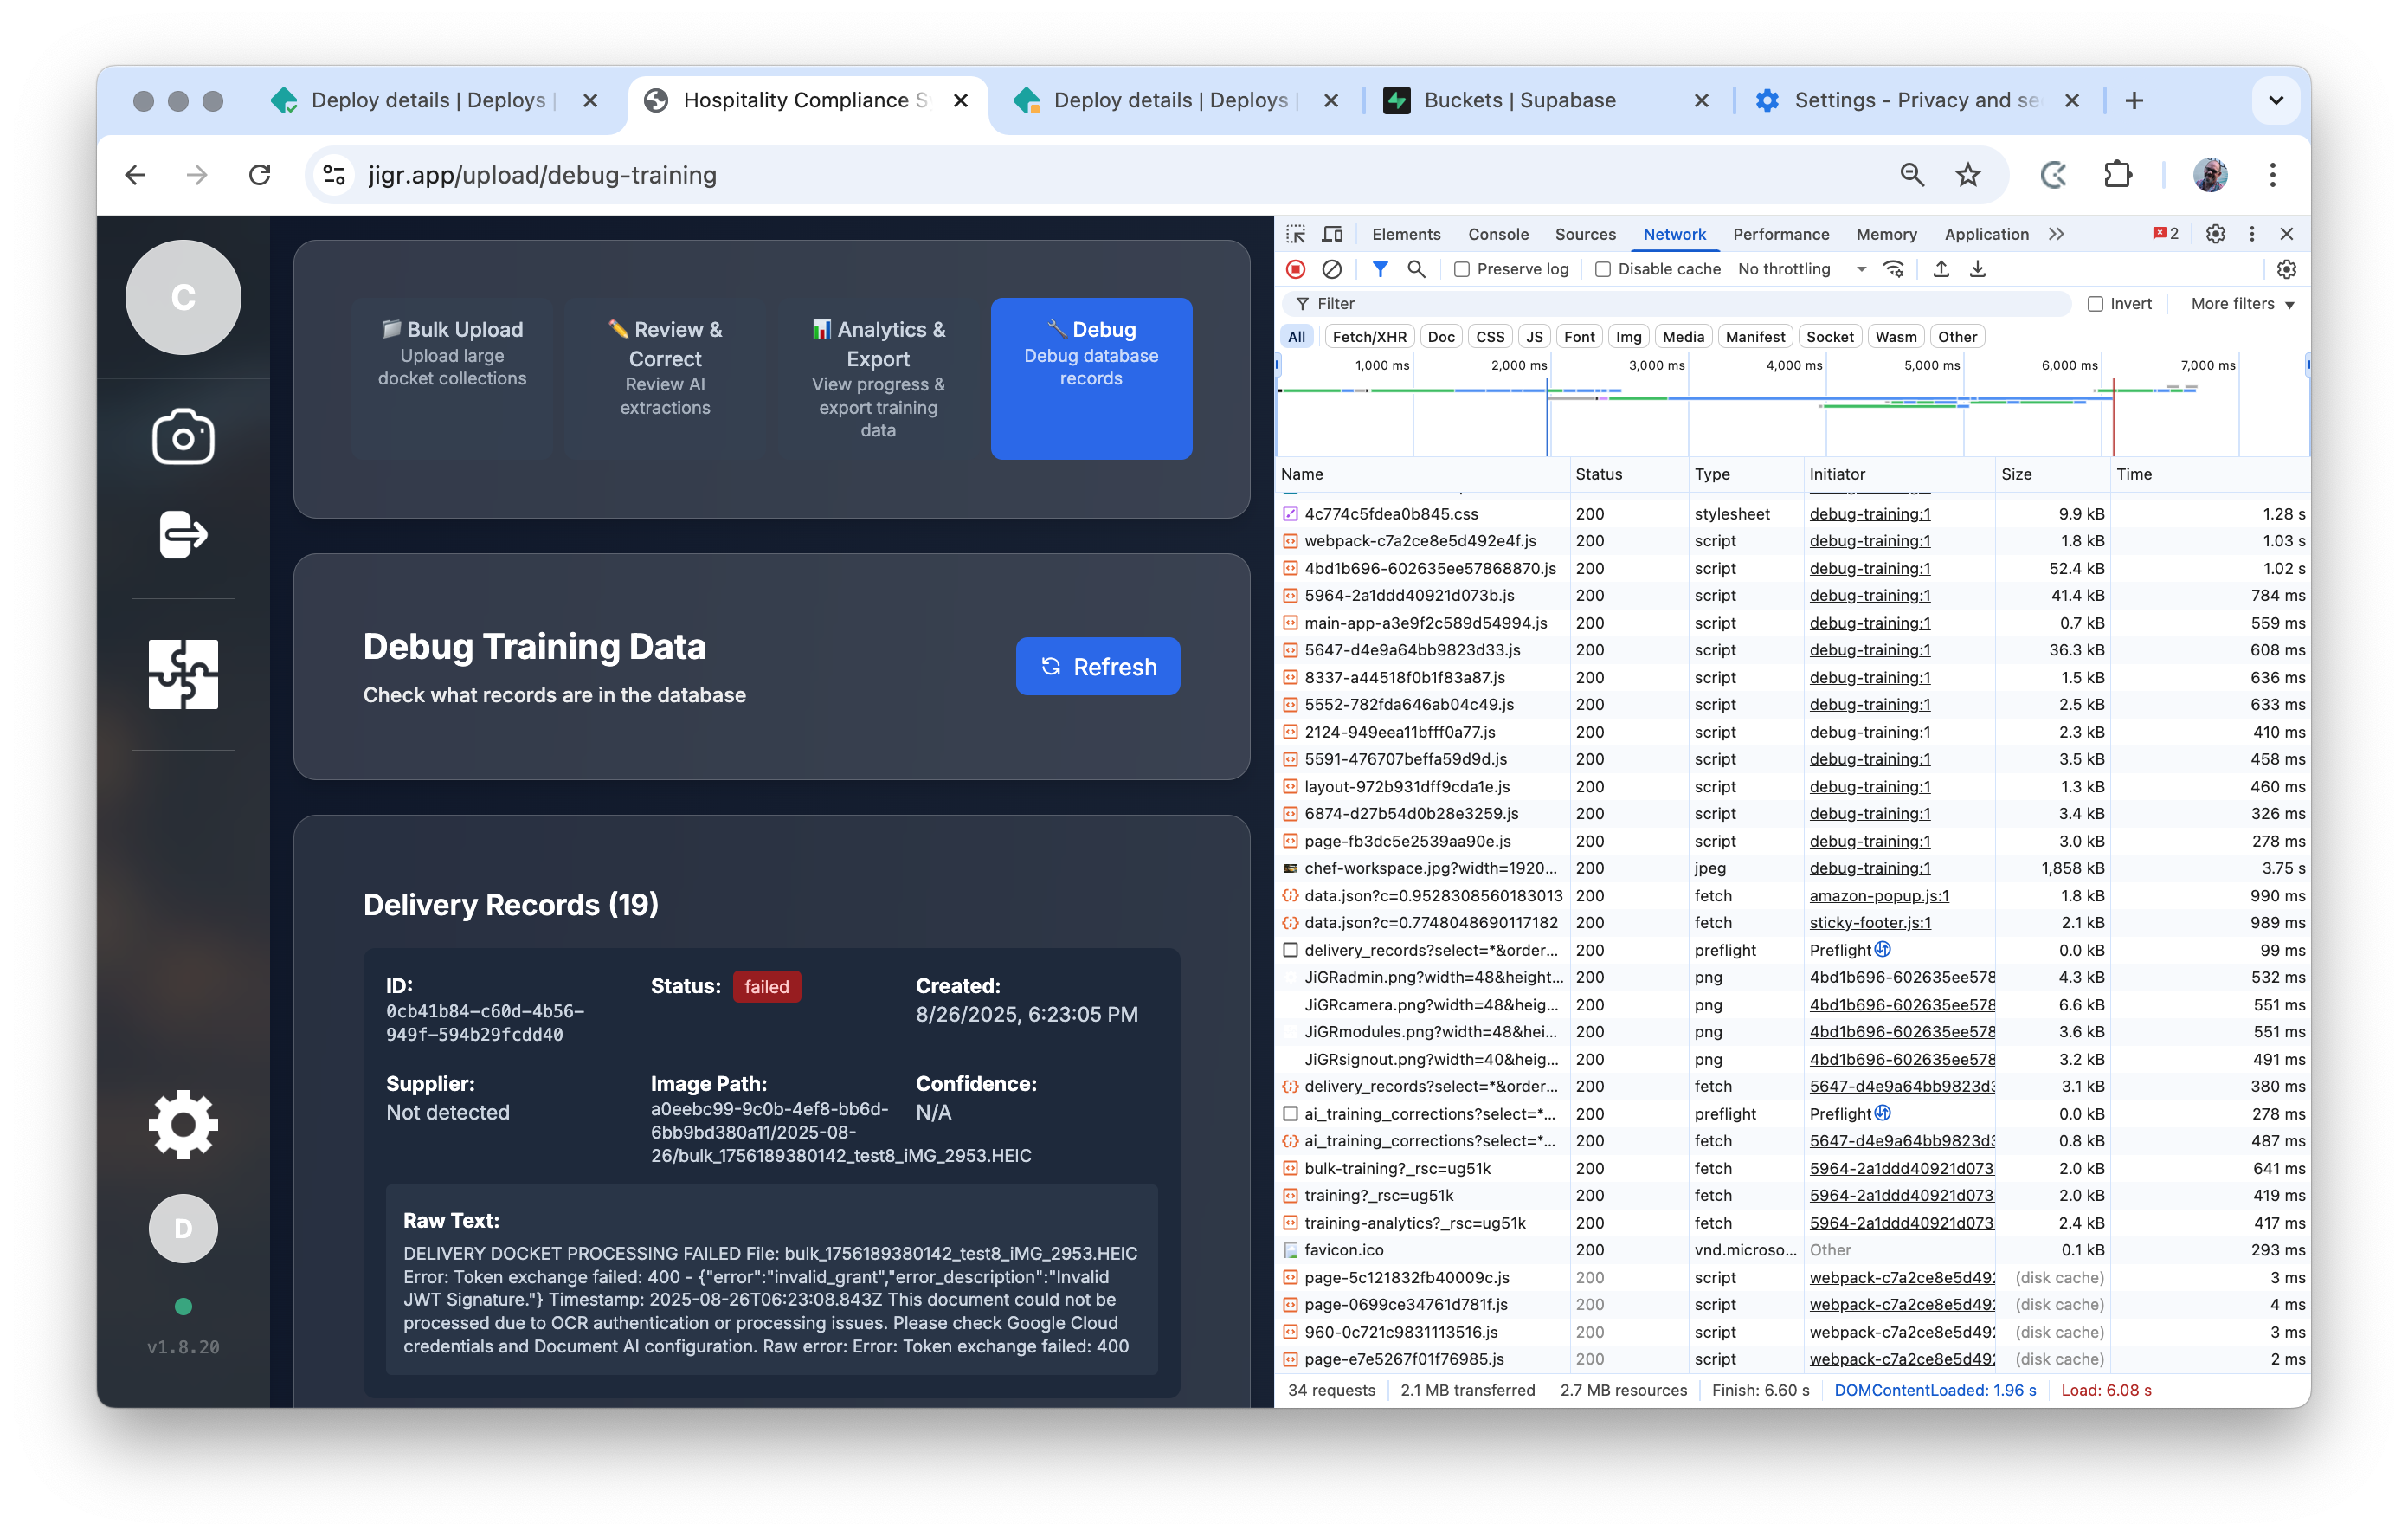 Deploy details | Deploys |
Hospitality Compliance S
Deploy details | Deploys |
Buckets | Supabase
Settings - Privacy and se
jigr.app/upload/debug-training
C
D
v1.8.20
📁 Bulk Upload
Upload large
docket collections
✏️ Review &
Correct
Review AI
extractions
📊 Analytics &
Export
View progress &
export training
data
🔧 Debug
Debug database
records
Debug Training Data
Check what records are in the database
Refresh
Delivery Records (19)
ID:
0cb41b84-c60d-4b56-
949f-594b29fcdd40
Status: failed
Created:
8/26/2025, 6:23:05 PM
Supplier:
Not detected
Image Path:
a0eebc99-9c0b-4ef8-bb6d-
6bb9bd380a11/2025-08-
26/bulk_1756189380142_test8_iMG_2953.HEIC
Confidence:
N/A
Raw Text:
DELIVERY DOCKET PROCESSING FAILED File: bulk_1756189380142_test8_iMG_2953.HEIC
Error: Token exchange failed: 400 - {"error":"invalid_grant","error_description":"Invalid
JWT Signature."} Timestamp: 2025-08-26T06:23:08.843Z This document could not be
processed due to OCR authentication or processing issues. Please check Google Cloud
credentials and Document AI configuration. Raw error: Error: Token exchange failed: 400
Elements Console Sources Network Performance Memory Application 2
Preserve log Disable cache No throttling
Filter Invert More filters
All Fetch/XHR Doc CSS JS Font Img Media Manifest Socket Wasm Other
1,000 ms 2,000 ms 3,000 ms 4,000 ms 5,000 ms 6,000 ms 7,000 ms
Name Status Type Initiator Size Time
4c774c5fdea0b845.css 200 stylesheet debug-training:1 9.9 kB 1.28 s
webpack-c7a2ce8e5d492e4f.js 200 script debug-training:1 1.8 kB 1.03 s
4bd1b696-602635ee57868870.js 200 script debug-training:1 52.4 kB 1.02 s
5964-2a1ddd40921d073b.js 200 script debug-training:1 41.4 kB 784 ms
main-app-a3e9f2c589d54994.js 200 script debug-training:1 0.7 kB 559 ms
5647-d4e9a64bb9823d33.js 200 script debug-training:1 36.3 kB 608 ms
8337-a44518f0b1f83a87.js 200 script debug-training:1 1.5 kB 636 ms
5552-782fda646ab04c49.js 200 script debug-training:1 2.5 kB 633 ms
2124-949eea11bfff0a77.js 200 script debug-training:1 2.3 kB 410 ms
5591-476707beffa59d9d.js 200 script debug-training:1 3.5 kB 458 ms
layout-972b931dff9cda1e.js 200 script debug-training:1 1.3 kB 460 ms
6874-d27b54d0b28e3259.js 200 script debug-training:1 3.4 kB 326 ms
page-fb3dc5e2539aa90e.js 200 script debug-training:1 3.0 kB 278 ms
chef-workspace.jpg?width=1920... 200 jpeg debug-training:1 1,858 kB 3.75 s
data.json?c=0.9528308560183013 200 fetch amazon-popup.js:1 1.8 kB 990 ms
data.json?c=0.7748048690117182 200 fetch sticky-footer.js:1 2.1 kB 989 ms
delivery_records?select=*&order... 200 preflight Preflight 0.0 kB 99 ms
JiGRadmin.png?width=48&height... 200 png 4bd1b696-602635ee578 4.3 kB 532 ms
JiGRcamera.png?width=48&heig... 200 png 4bd1b696-602635ee578 6.6 kB 551 ms
JiGRmodules.png?width=48&hei... 200 png 4bd1b696-602635ee578 3.6 kB 551 ms
JiGRsignout.png?width=40&heig... 200 png 4bd1b696-602635ee578 3.2 kB 491 ms
delivery_records?select=*&order... 200 fetch 5647-d4e9a64bb9823d3 3.1 kB 380 ms
ai_training_corrections?select=*... 200 preflight Preflight 0.0 kB 278 ms
ai_training_corrections?select=*... 200 fetch 5647-d4e9a64bb9823d3 0.8 kB 487 ms
bulk-training?_rsc=ug51k 200 fetch 5964-2a1ddd40921d073 2.0 kB 641 ms
training?_rsc=ug51k 200 fetch 5964-2a1ddd40921d073 2.0 kB 419 ms
training-analytics?_rsc=ug51k 200 fetch 5964-2a1ddd40921d073 2.4 kB 417 ms
favicon.ico 200 vnd.microso... Other 0.1 kB 293 ms
page-5c121832fb40009c.js 200 script webpack-c7a2ce8e5d492 (disk cache) 3 ms
page-0699ce34761d781f.js 200 script webpack-c7a2ce8e5d492 (disk cache) 4 ms
960-0c721c9831113516.js 200 script webpack-c7a2ce8e5d492 (disk cache) 3 ms
page-e7e5267f01f76985.js 200 script webpack-c7a2ce8e5d492 (disk cache) 2 ms
34 requests 2.1 MB transferred 2.7 MB resources Finish: 6.60 s DOMContentLoaded: 1.96 s Load: 6.08 s